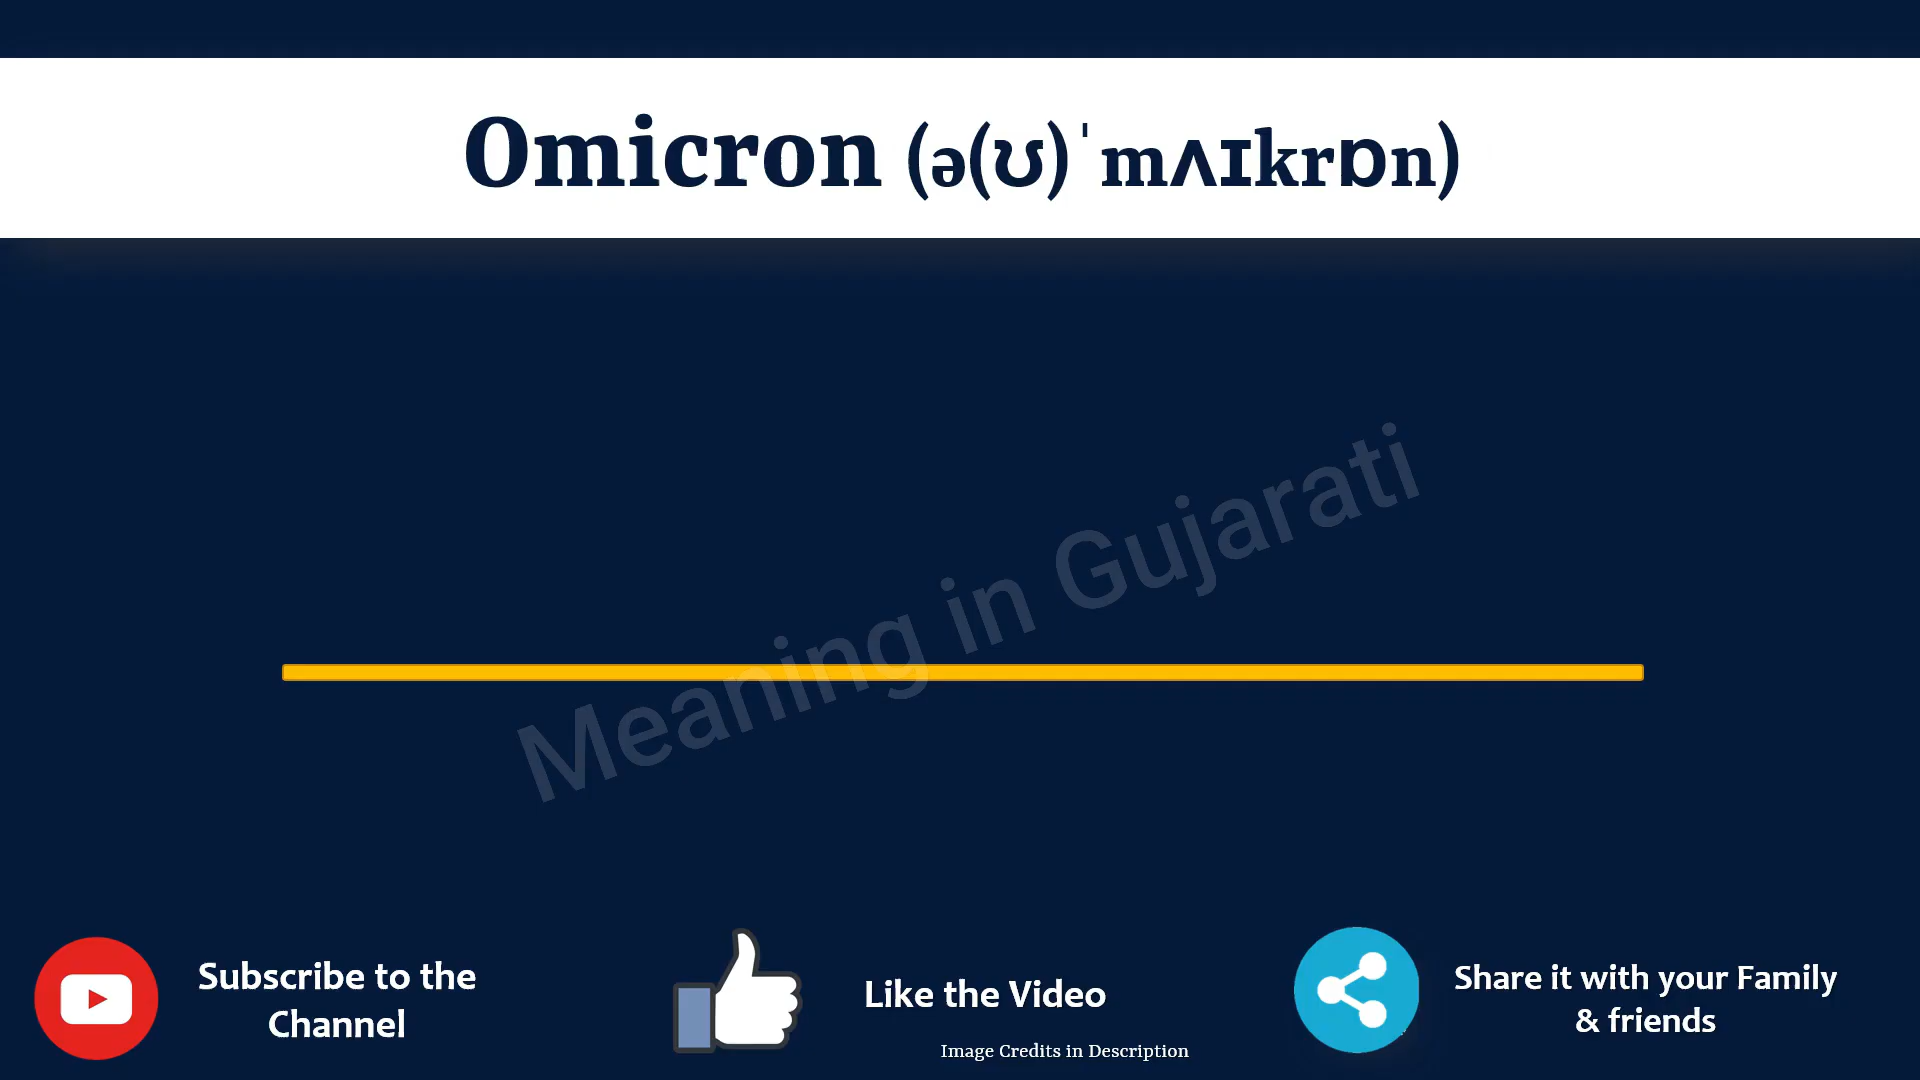 Omicron (ə(ʊ)ˈmʌɪkrɒn)
Meaning in Gujarati
Subscribe to the
Channel
Like the Video
Share it with your Family
& friends
Image Credits in Description